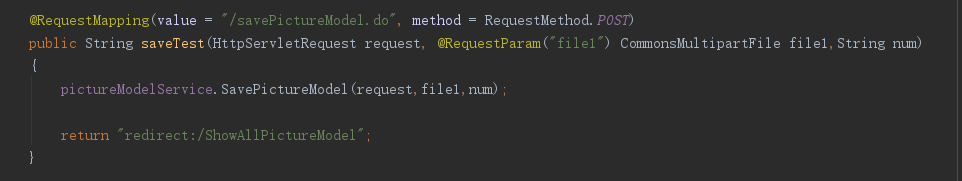 @RequestMapping(value = "/savePictureModel.do", method = RequestMethod.POST)
public String saveTest(HttpServletRequest request, @RequestParam("file1") CommonsMultipartFile file1,String num)
{
pictureModelService.SavePictureModel(request,file1,num);
return "redirect:/ShowAllPictureModel";
}